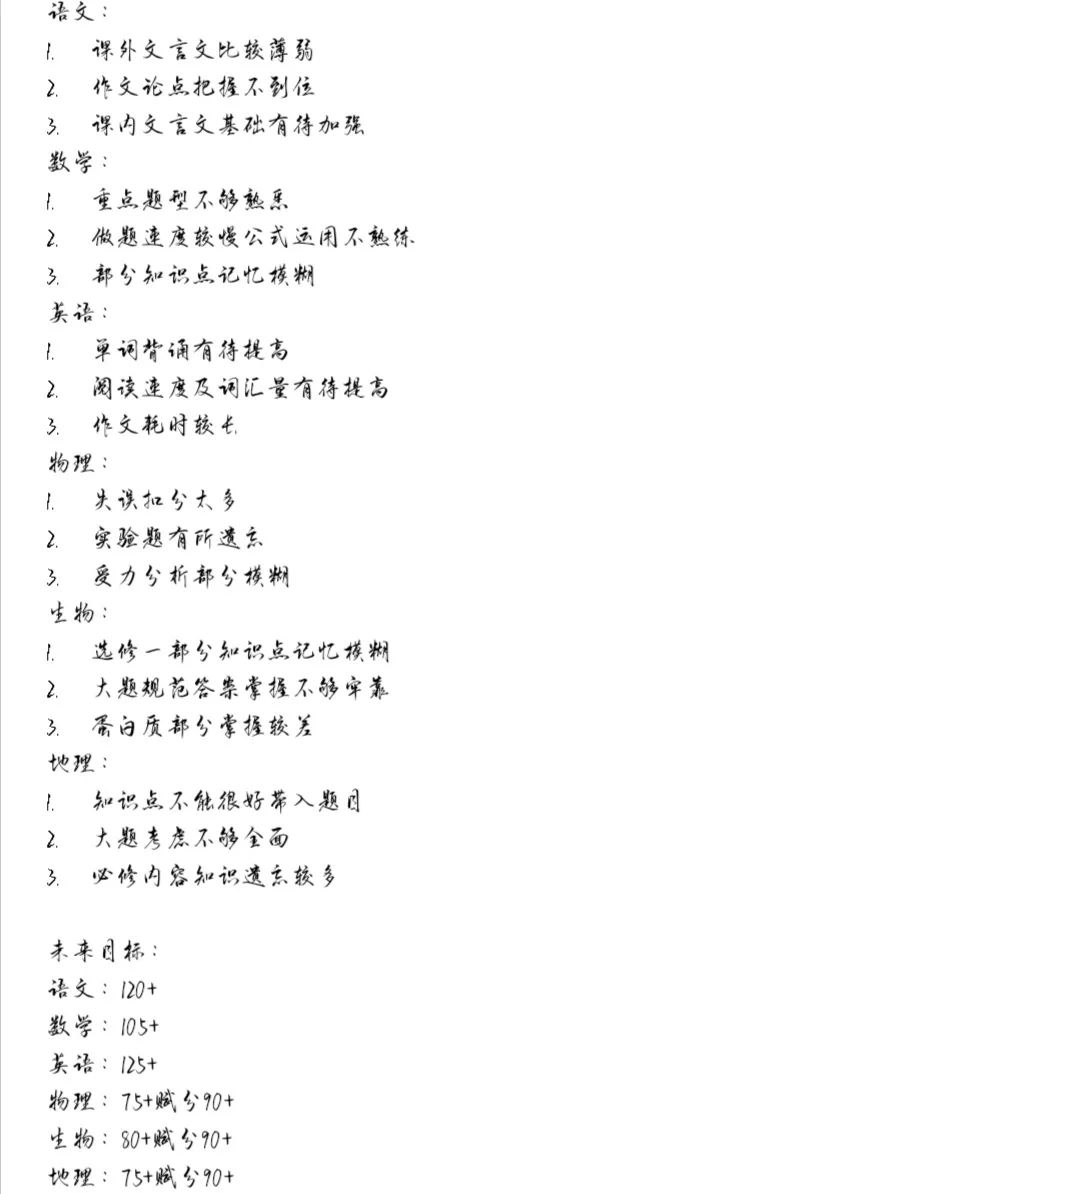 语文：
1. 课外文言文比较薄弱
2. 作文论点把握不到位
3. 课内文言文基础有待加强
数学：
1. 重点题型不够熟悉
2. 做题速度较慢公式运用不熟练
3. 部分知识点记忆模糊
英语：
1. 单词背诵有待提高
2. 阅读速度及词汇量有待提高
3. 作文耗时较长
物理：
1. 失误扣分太多
2. 实验题有所遗忘
3. 受力分析部分模糊
生物：
1. 选修一部分知识点记忆模糊
2. 大题规范答案掌握不够牢靠
3. 蛋白质部分掌握较差
地理：
1. 知识点不能很好带入题目
2. 大题考虑不够全面
3. 必修内容知识遗忘较多
未来目标：
语文：120+
数学：105+
英语：125+
物理：75+赋分90+
生物：80+赋分90+
地理：75+赋分90+